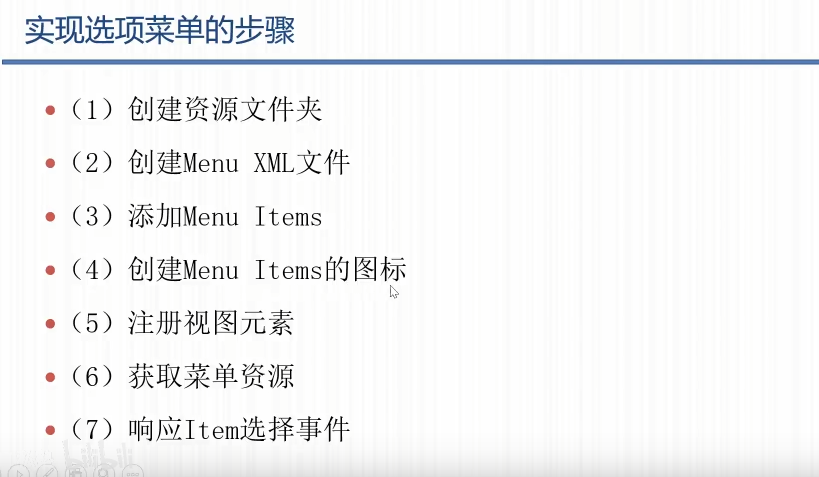 实现选项菜单的步骤
（1）创建资源文件夹
（2）创建Menu XML文件
（3）添加Menu Items
（4）创建Menu Items的图标
（5）注册视图元素
（6）获取菜单资源
（7）响应Item选择事件